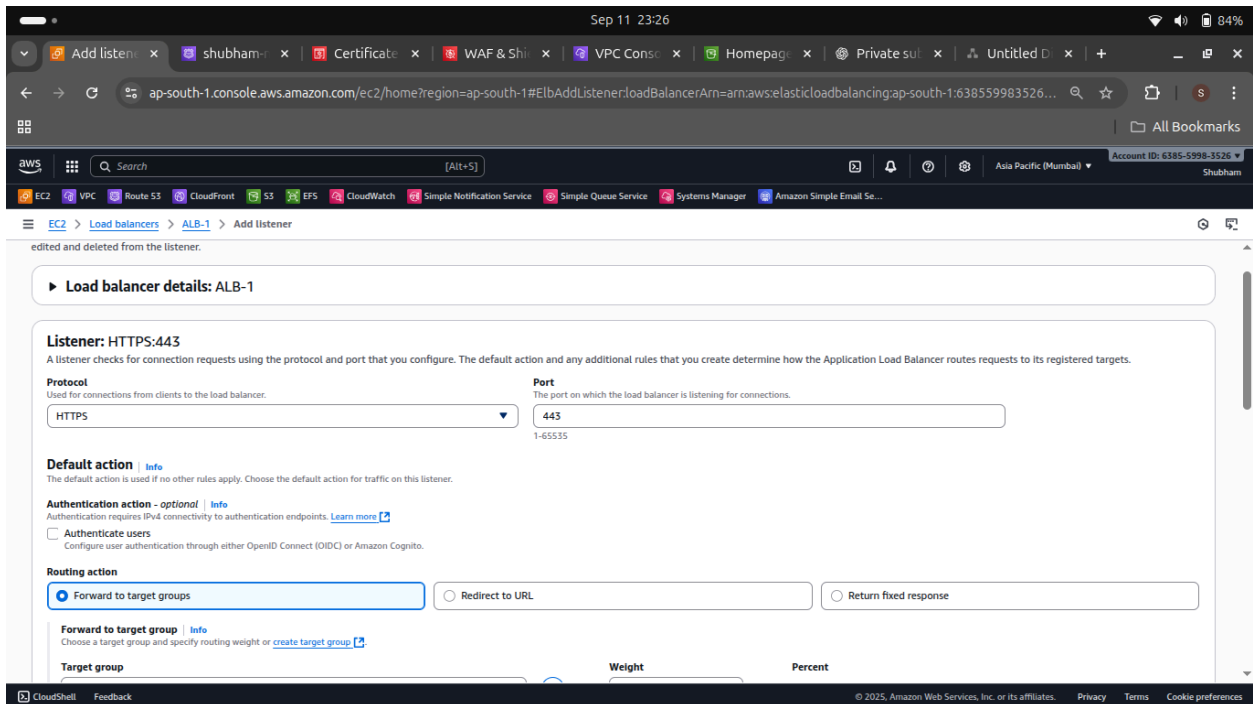 Sep 11 23:26
84%
Add listene
shubham-r
Certificate
WAF & Shie
VPC Conso
Homepage
Private sub
Untitled D
ap-south-1.console.aws.amazon.com/ec2/home?region=ap-south-1#ElbAddListener:loadBalancerArn=arn:aws:elasticloadbalancing:ap-south-1:638559983526...
S
All Bookmarks
aws
Search [Alt+S]
Asia Pacific (Mumbai)
Account ID: 6385-5998-3526
Shubham
EC2 VPC Route 53 CloudFront S3 EFS CloudWatch Simple Notification Service Simple Queue Service Systems Manager Amazon Simple Email Se...
EC2 > Load balancers > ALB-1 > Add listener
edited and deleted from the listener.
Load balancer details: ALB-1
Listener: HTTPS:443
A listener checks for connection requests using the protocol and port that you configure. The default action and any additional rules that you create determine how the Application Load Balancer routes requests to its registered targets.
Protocol
Used for connections from clients to the load balancer.
HTTPS
Port
The port on which the load balancer is listening for connections.
443
1-65535
Default action | Info
The default action is used if no other rules apply. Choose the default action for traffic on this listener.
Authentication action - optional | Info
Authentication requires IPv4 connectivity to authentication endpoints. Learn more
Authenticate users
Configure user authentication through either OpenID Connect (OIDC) or Amazon Cognito.
Routing action
Forward to target groups
Redirect to URL
Return fixed response
Forward to target group | Info
Choose a target group and specify routing weight or create target group.
Target group Weight Percent
CloudShell Feedback
© 2025, Amazon Web Services, Inc. or its affiliates. Privacy Terms Cookie preferences